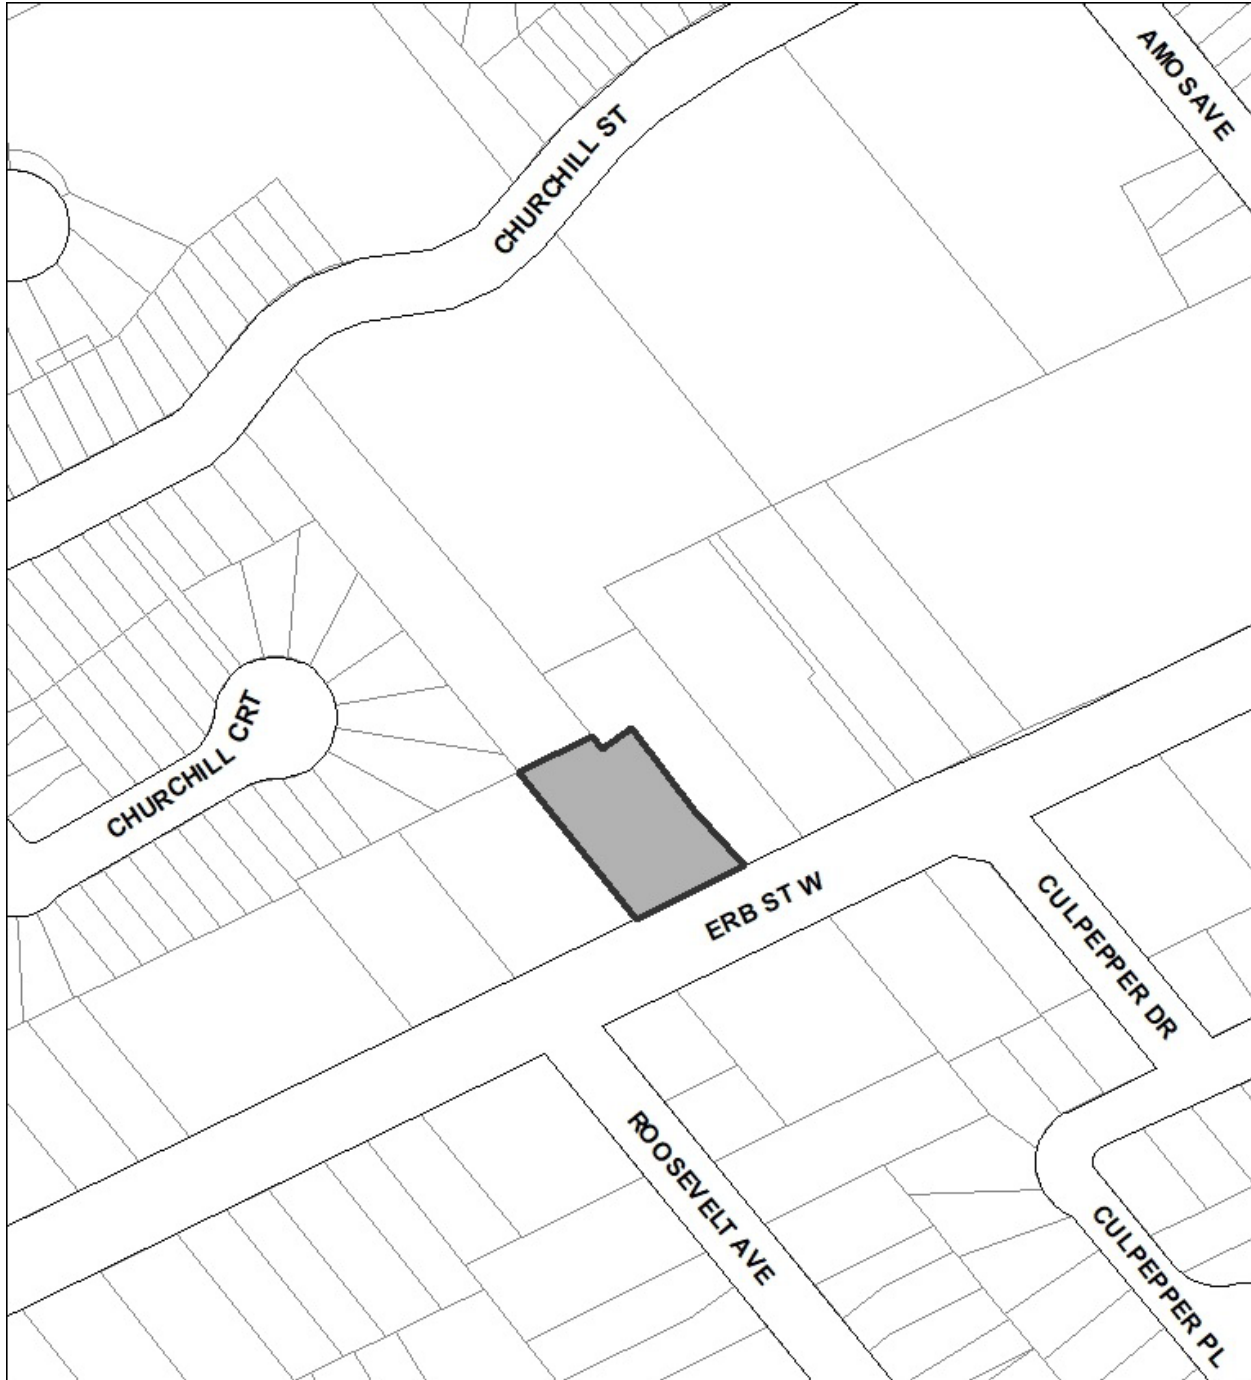 AMOS AVE
CHURCHILL ST
CHURCHILL CRT
ERB ST W
CULPEPPER DR
ROOSEVELT AVE
CULPEPPER PL